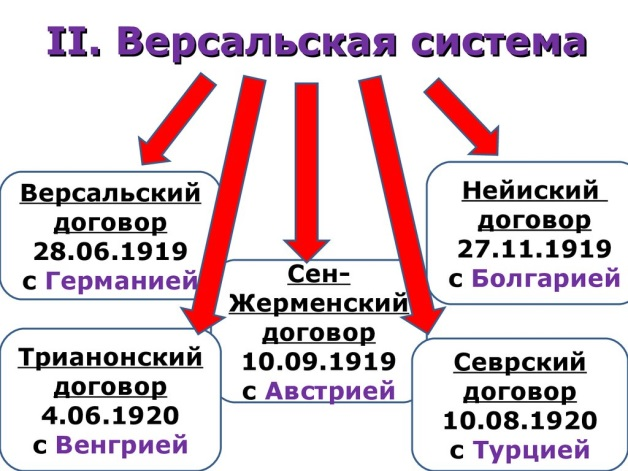 II. Версальская система
Версальский
договор
28.06.1919
с Германией
Нейиский
договор
27.11.1919
с Болгарией
Сен-
Жерменский
договор
10.09.1919
с Австрией
Трианонский
договор
4.06.1920
с Венгрией
Севрский
договор
10.08.1920
с Турцией